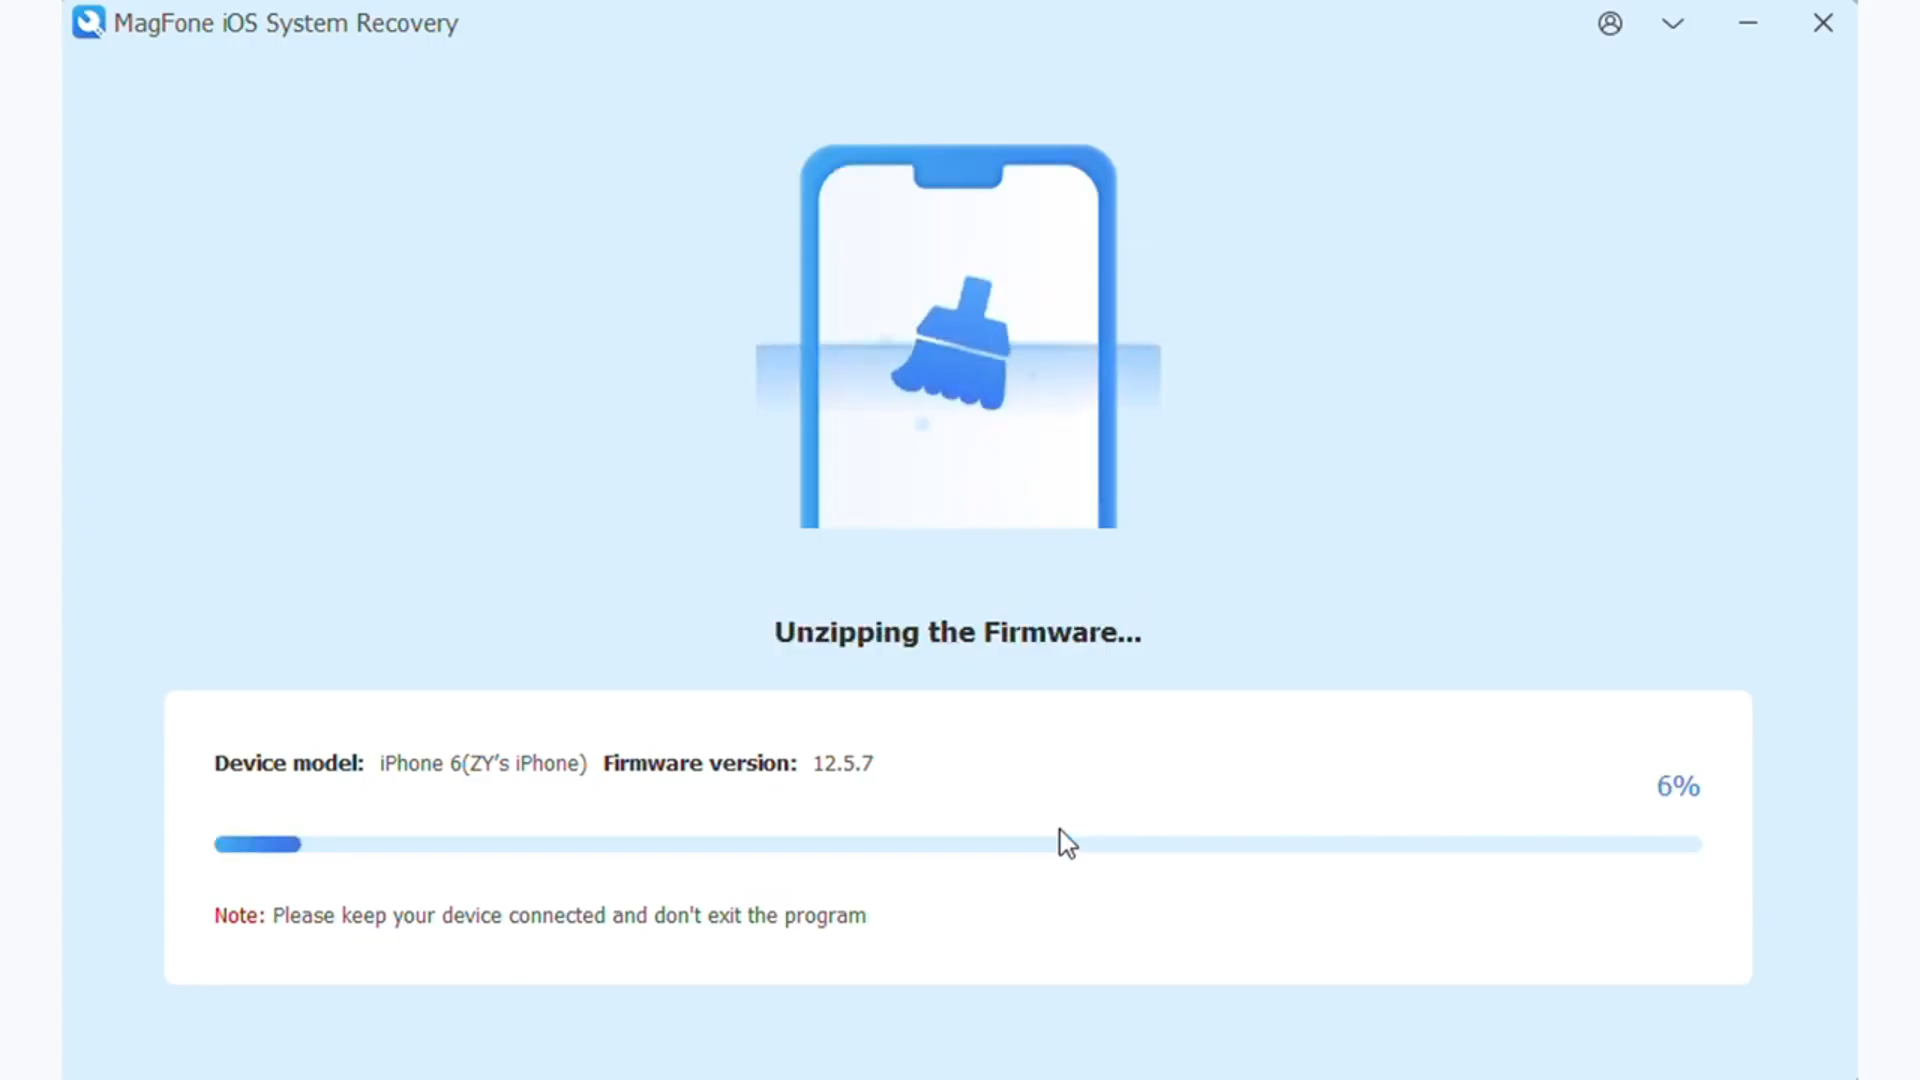 MagFone iOS System Recovery
Unzipping the Firmware...
Device model: iPhone 6(ZY's iPhone) Firmware version: 12.5.7
6%
Note: Please keep your device connected and don't exit the program